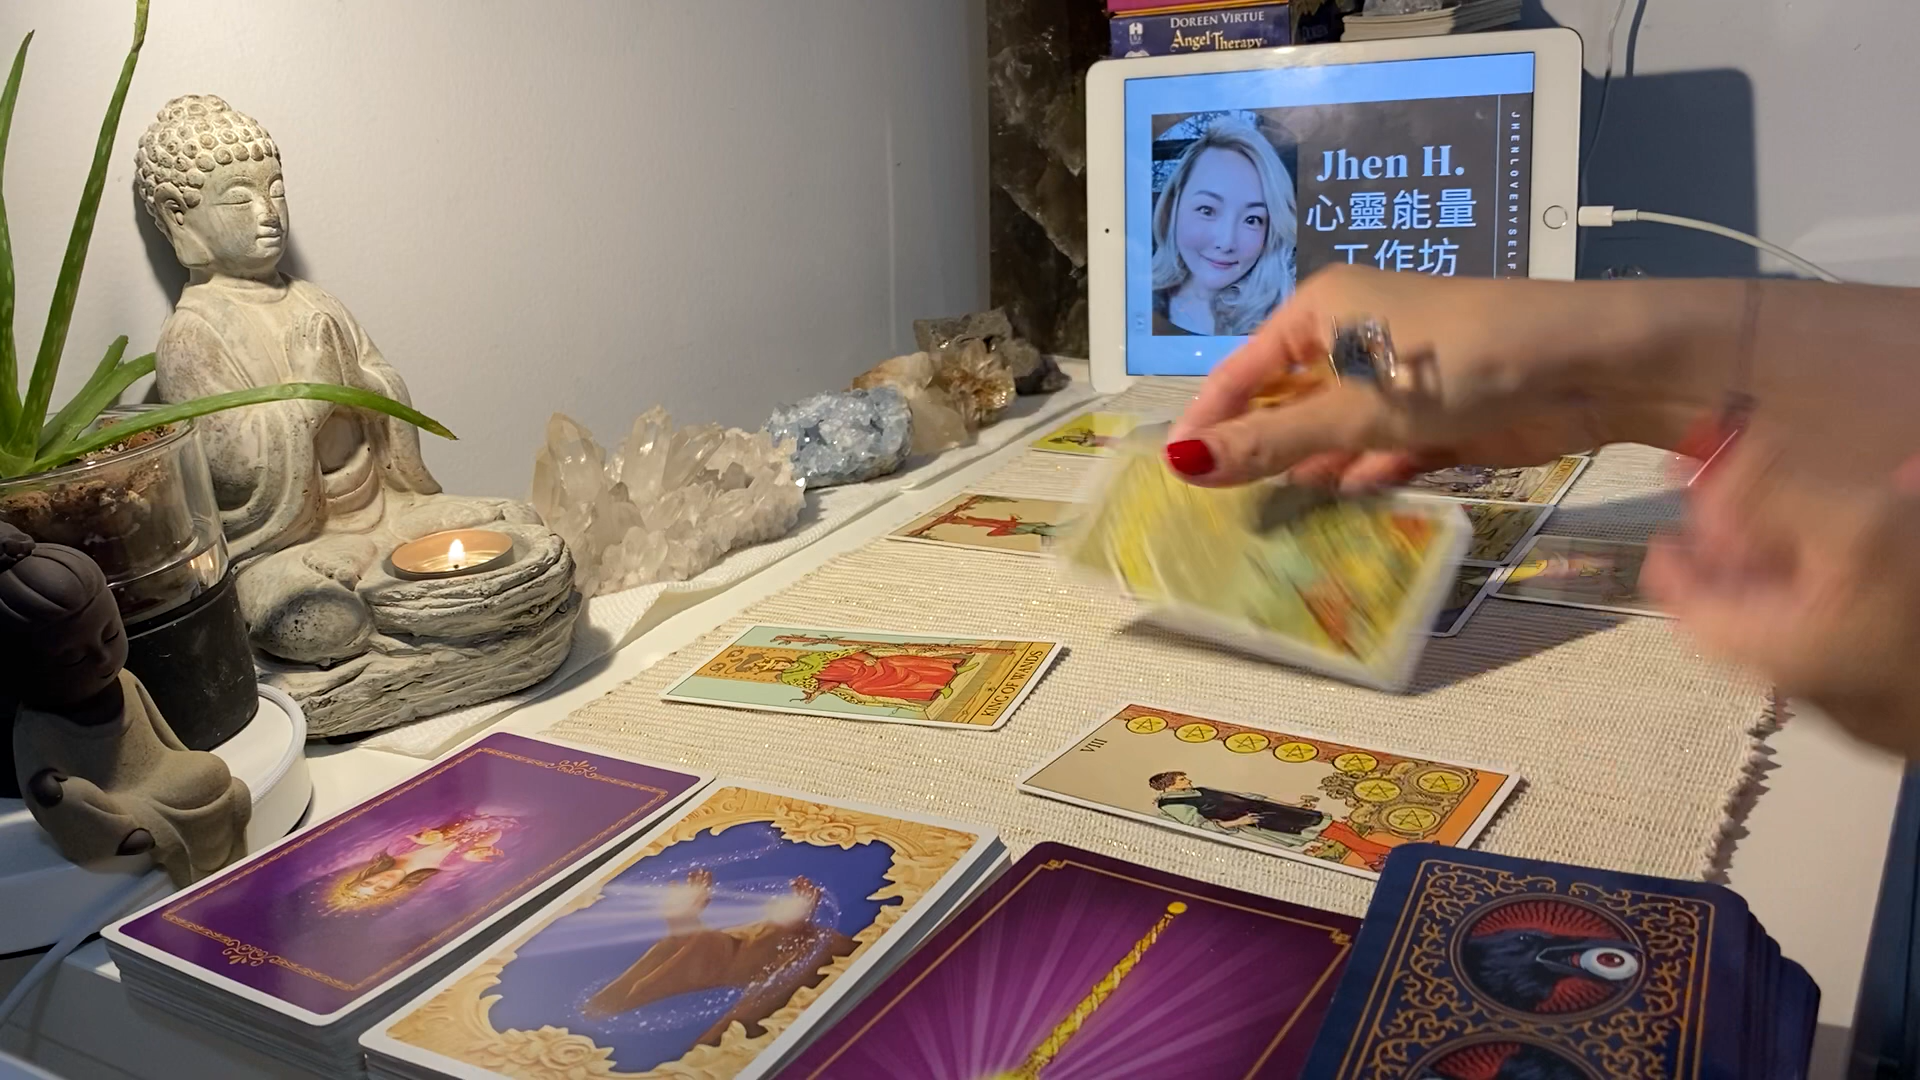 DOREEN VIRTUE
Angel Therapy
Jhen H.
心靈能量
工作坊
JHENLOVEMYSELF
KING OF WANDS
VIII